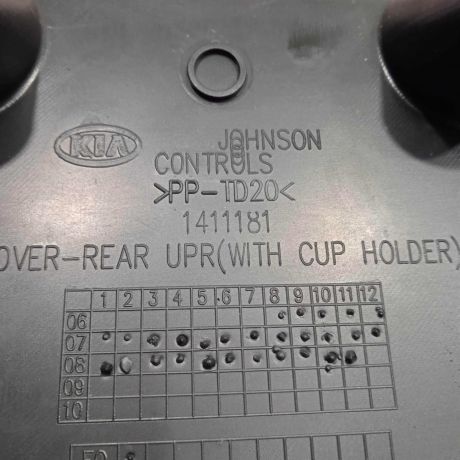 KIA
JOHNSON
CONTROLS
>PP-TD20<
1411181
OVER-REAR UPR(WITH CUP HOLDER)
1 2 3 4 5 6 7 8 9 10 11 12
06
07
08
09
10